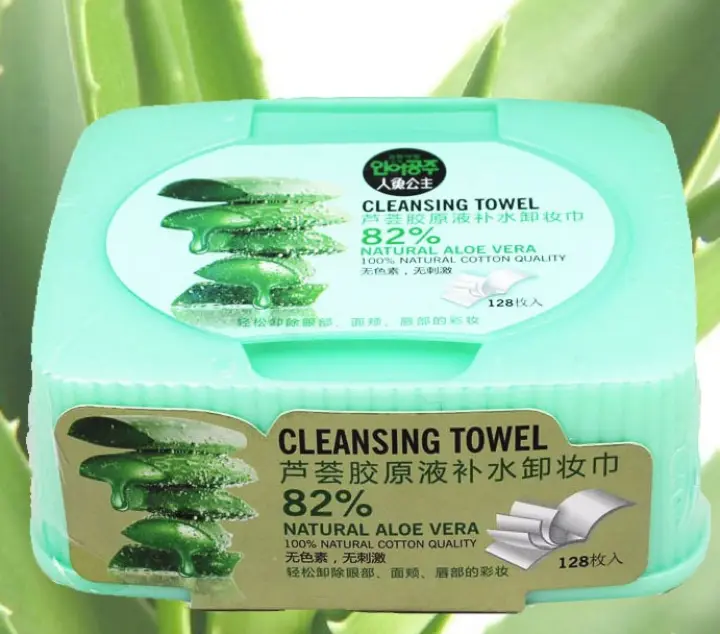 인어공주
人魚公主
CLEANSING TOWEL
芦荟胶原液补水卸妆巾
82%
NATURAL ALOE VERA
100% NATURAL COTTON QUALITY
无色素，无刺激
128枚入
轻松卸除眼部、面颊、唇部的彩妆
CLEANSING TOWEL
芦荟胶原液补水卸妆巾
82%
NATURAL ALOE VERA
100% NATURAL COTTON QUALITY
无色素，无刺激
128枚入
轻松卸除眼部、面颊、唇部的彩妆